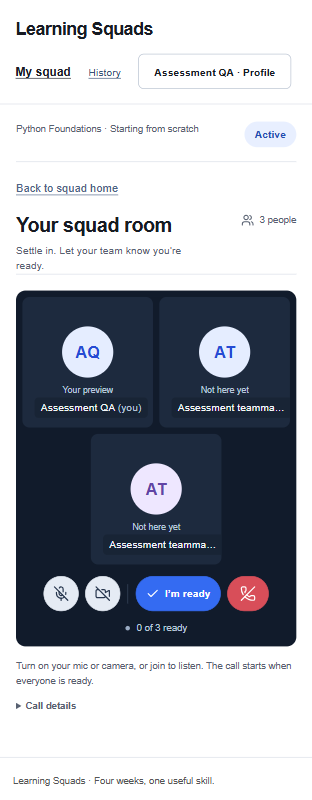 Learning Squads
My squad History Assessment QA · Profile
Python Foundations · Starting from scratch
Active
Back to squad home
Your squad room
3 people
Settle in. Let your team know you're
ready.
AQ
Your preview
Assessment QA (you)
AT
Not here yet
Assessment teamma...
AT
Not here yet
Assessment teamma...
I'm ready
0 of 3 ready
Turn on your mic or camera, or join to listen. The call starts when
everyone is ready.
Call details
Learning Squads · Four weeks, one useful skill.